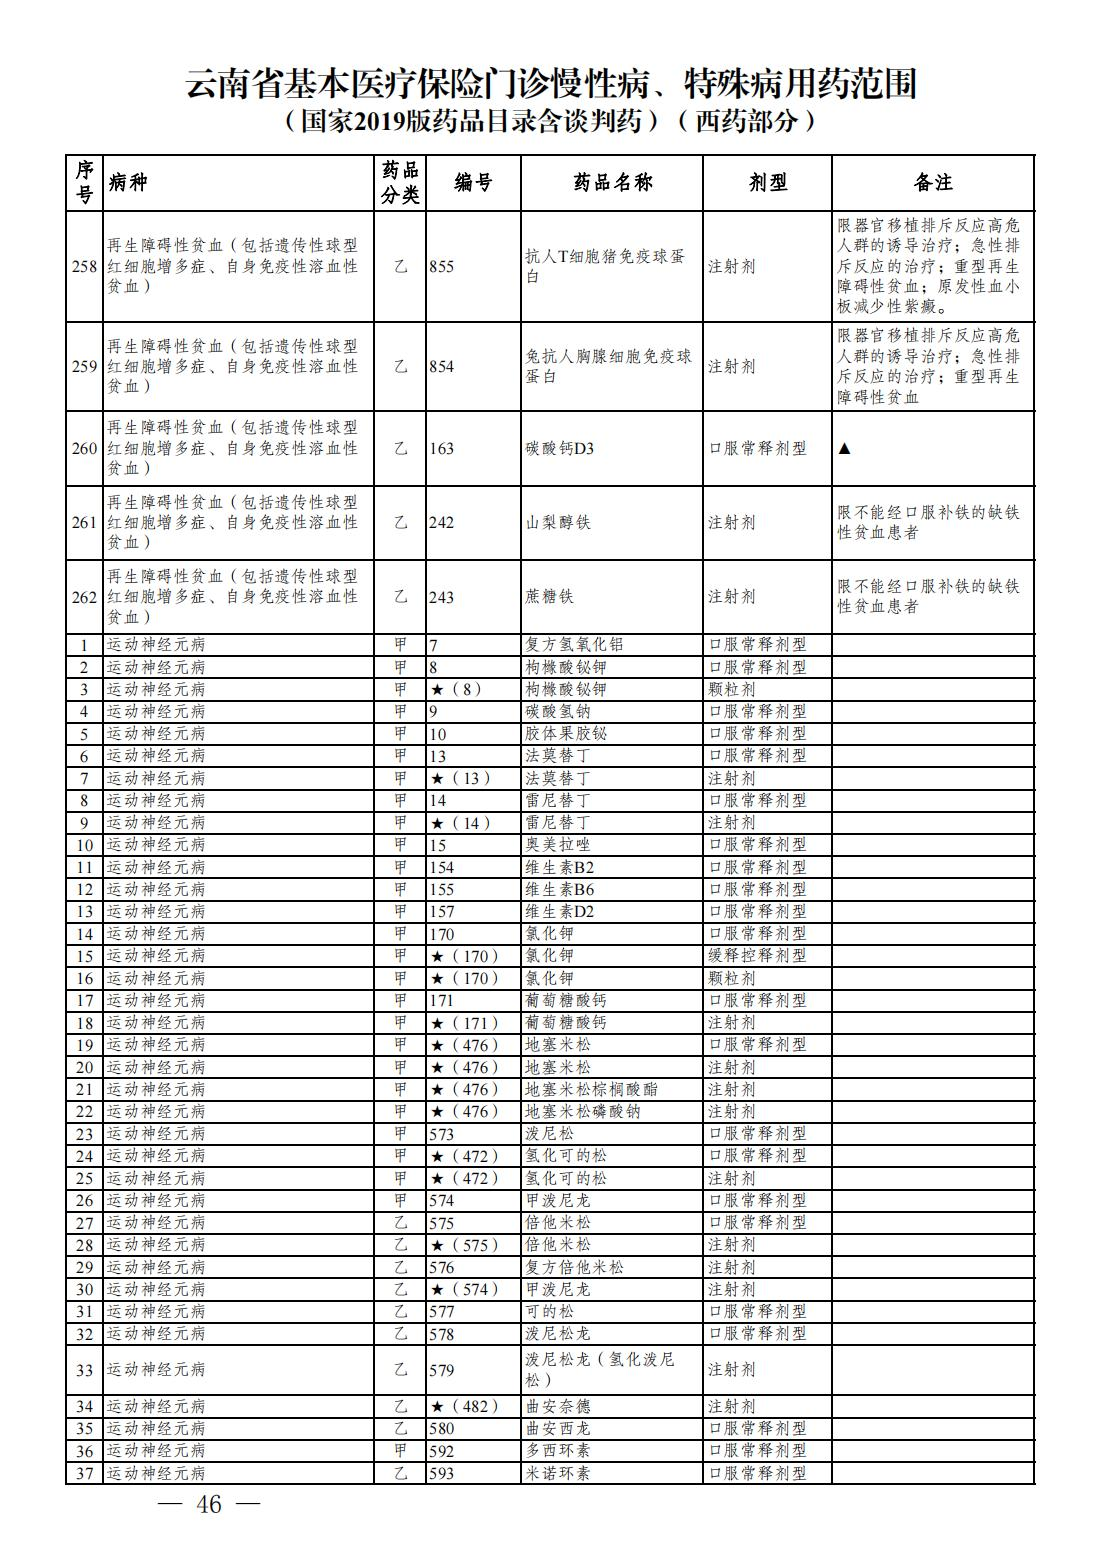 云南省基本医疗保险门诊慢性病、特殊病用药范围
（国家2019版药品目录含谈判药）（西药部分）
序号 病种 药品分类 编号 药品名称 剂型 备注
258 再生障碍性贫血（包括遗传性球型红细胞增多症、自身免疫性溶血性贫血） 乙 855 抗人T细胞猪免疫球蛋白 注射剂 限器官移植排斥反应高危人群的诱导治疗；急性排斥反应的治疗；重型再生障碍性贫血；原发性血小板减少性紫癜。
259 再生障碍性贫血（包括遗传性球型红细胞增多症、自身免疫性溶血性贫血） 乙 854 兔抗人胸腺细胞免疫球蛋白 注射剂 限器官移植排斥反应高危人群的诱导治疗；急性排斥反应的治疗；重型再生障碍性贫血
260 再生障碍性贫血（包括遗传性球型红细胞增多症、自身免疫性溶血性贫血） 乙 163 碳酸钙D3 口服常释剂型 ▲
261 再生障碍性贫血（包括遗传性球型红细胞增多症、自身免疫性溶血性贫血） 乙 242 山梨醇铁 注射剂 限不能经口服补铁的缺铁性贫血患者
262 再生障碍性贫血（包括遗传性球型红细胞增多症、自身免疫性溶血性贫血） 乙 243 蔗糖铁 注射剂 限不能经口服补铁的缺铁性贫血患者
1 运动神经元病 甲 7 复方氢氧化铝 口服常释剂型
2 运动神经元病 甲 8 枸橼酸铋钾 口服常释剂型
3 运动神经元病 甲 ★（8） 枸橼酸铋钾 颗粒剂
4 运动神经元病 甲 9 碳酸氢钠 口服常释剂型
5 运动神经元病 甲 10 胶体果胶铋 口服常释剂型
6 运动神经元病 甲 13 法莫替丁 口服常释剂型
7 运动神经元病 甲 ★（13） 法莫替丁 注射剂
8 运动神经元病 甲 14 雷尼替丁 口服常释剂型
9 运动神经元病 甲 ★（14） 雷尼替丁 注射剂
10 运动神经元病 甲 15 奥美拉唑 口服常释剂型
11 运动神经元病 甲 154 维生素B2 口服常释剂型
12 运动神经元病 甲 155 维生素B6 口服常释剂型
13 运动神经元病 甲 157 维生素D2 口服常释剂型
14 运动神经元病 甲 170 氯化钾 口服常释剂型
15 运动神经元病 甲 ★（170） 氯化钾 缓释控释剂型
16 运动神经元病 甲 ★（170） 氯化钾 颗粒剂
17 运动神经元病 甲 171 葡萄糖酸钙 口服常释剂型
18 运动神经元病 甲 ★（171） 葡萄糖酸钙 注射剂
19 运动神经元病 甲 ★（476） 地塞米松 口服常释剂型
20 运动神经元病 甲 ★（476） 地塞米松 注射剂
21 运动神经元病 甲 ★（476） 地塞米松棕榈酸酯 注射剂
22 运动神经元病 甲 ★（476） 地塞米松磷酸钠 注射剂
23 运动神经元病 甲 573 泼尼松 口服常释剂型
24 运动神经元病 甲 ★（472） 氢化可的松 口服常释剂型
25 运动神经元病 甲 ★（472） 氢化可的松 注射剂
26 运动神经元病 甲 574 甲泼尼龙 口服常释剂型
27 运动神经元病 乙 575 倍他米松 口服常释剂型
28 运动神经元病 乙 ★（575） 倍他米松 注射剂
29 运动神经元病 乙 576 复方倍他米松 注射剂
30 运动神经元病 乙 ★（574） 甲泼尼龙 注射剂
31 运动神经元病 乙 577 可的松 口服常释剂型
32 运动神经元病 乙 578 泼尼松龙 口服常释剂型
33 运动神经元病 乙 579 泼尼松龙（氢化泼尼松） 注射剂
34 运动神经元病 乙 ★（482） 曲安奈德 注射剂
35 运动神经元病 乙 580 曲安西龙 口服常释剂型
36 运动神经元病 甲 592 多西环素 口服常释剂型
37 运动神经元病 乙 593 米诺环素 口服常释剂型
— 46 —